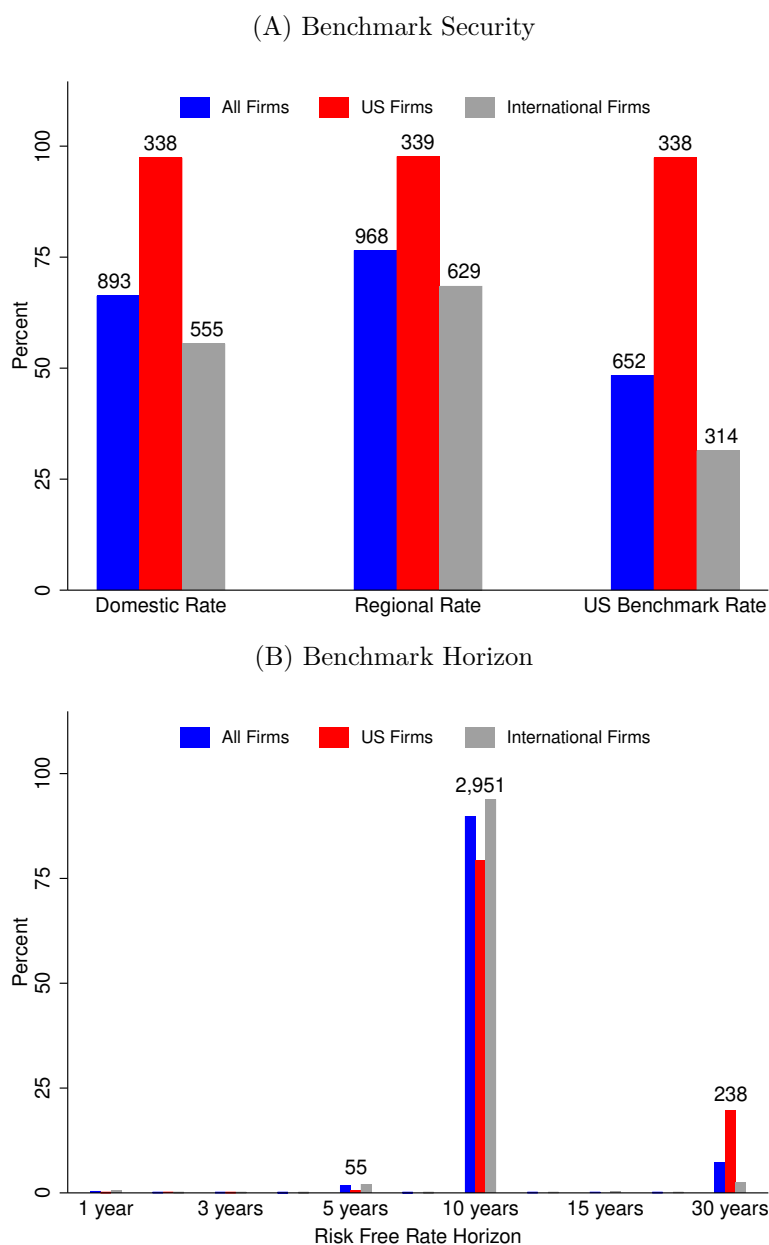 (A) Benchmark Security
All Firms US Firms International Firms
Percent
0 25 50 75 100
893 338 555
968 339 629
652 338 314
Domestic Rate Regional Rate US Benchmark Rate
(B) Benchmark Horizon
All Firms US Firms International Firms
Percent
0 25 50 75 100
55 2,951 238
1 year 3 years 5 years 10 years 15 years 30 years
Risk Free Rate Horizon